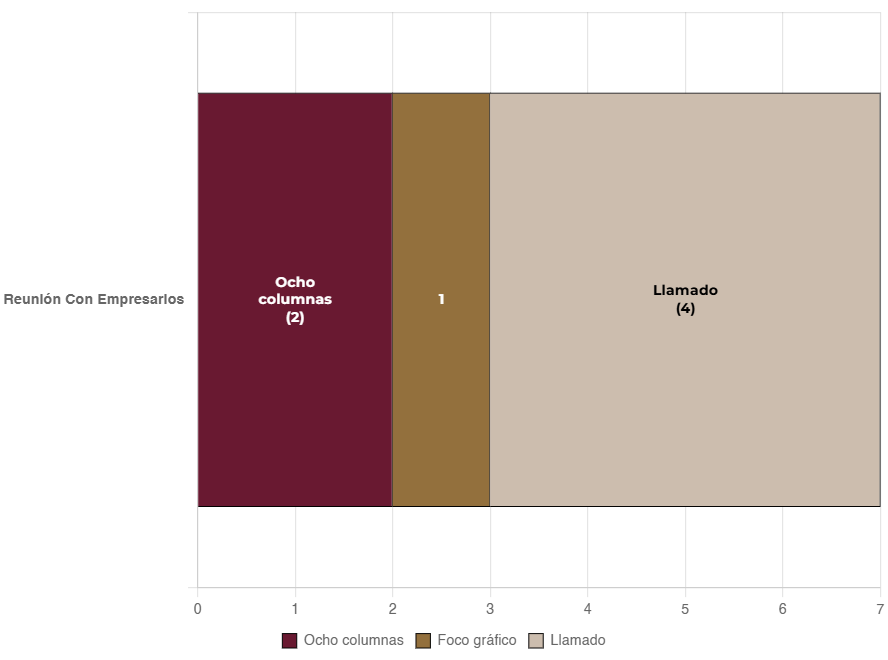 Ocho
columnas
(2)
1
Llamado
(4)
Reunión Con Empresarios
0 1 2 3 4 5 6 7
Ocho columnas Foco gráfico Llamado